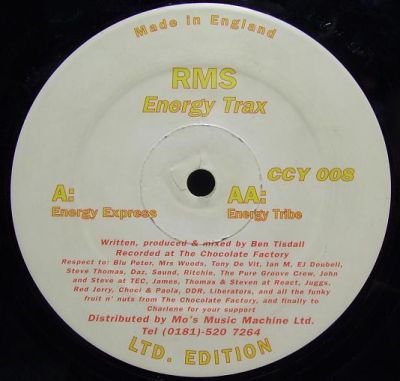 Made in England
RMS
Energy Trax
CCY 008
A:
Energy Express
AA:
Energy Tribe
Written, produced & mixed by Ben Tisdall
Recorded at The Chocolate Factory
Respect to: Blu Peter, Mrs Woods, Tony De Vit, Ian M, EJ Doubell,
Steve Thomas, Daz, Saund, Ritchie, The Pure Groove Crew, John
and Steve at TEC, James, Thomas & Steven at React, Juggs,
Red Jerry, Choci & Paola, DDR, Liberators, and all the funky
fruit n' nuts from The Chocolate Factory, and finally to
Charlene for your support
Distributed by Mo's Music Machine Ltd.
Tel (0181)-520 7264
LTD. EDITION